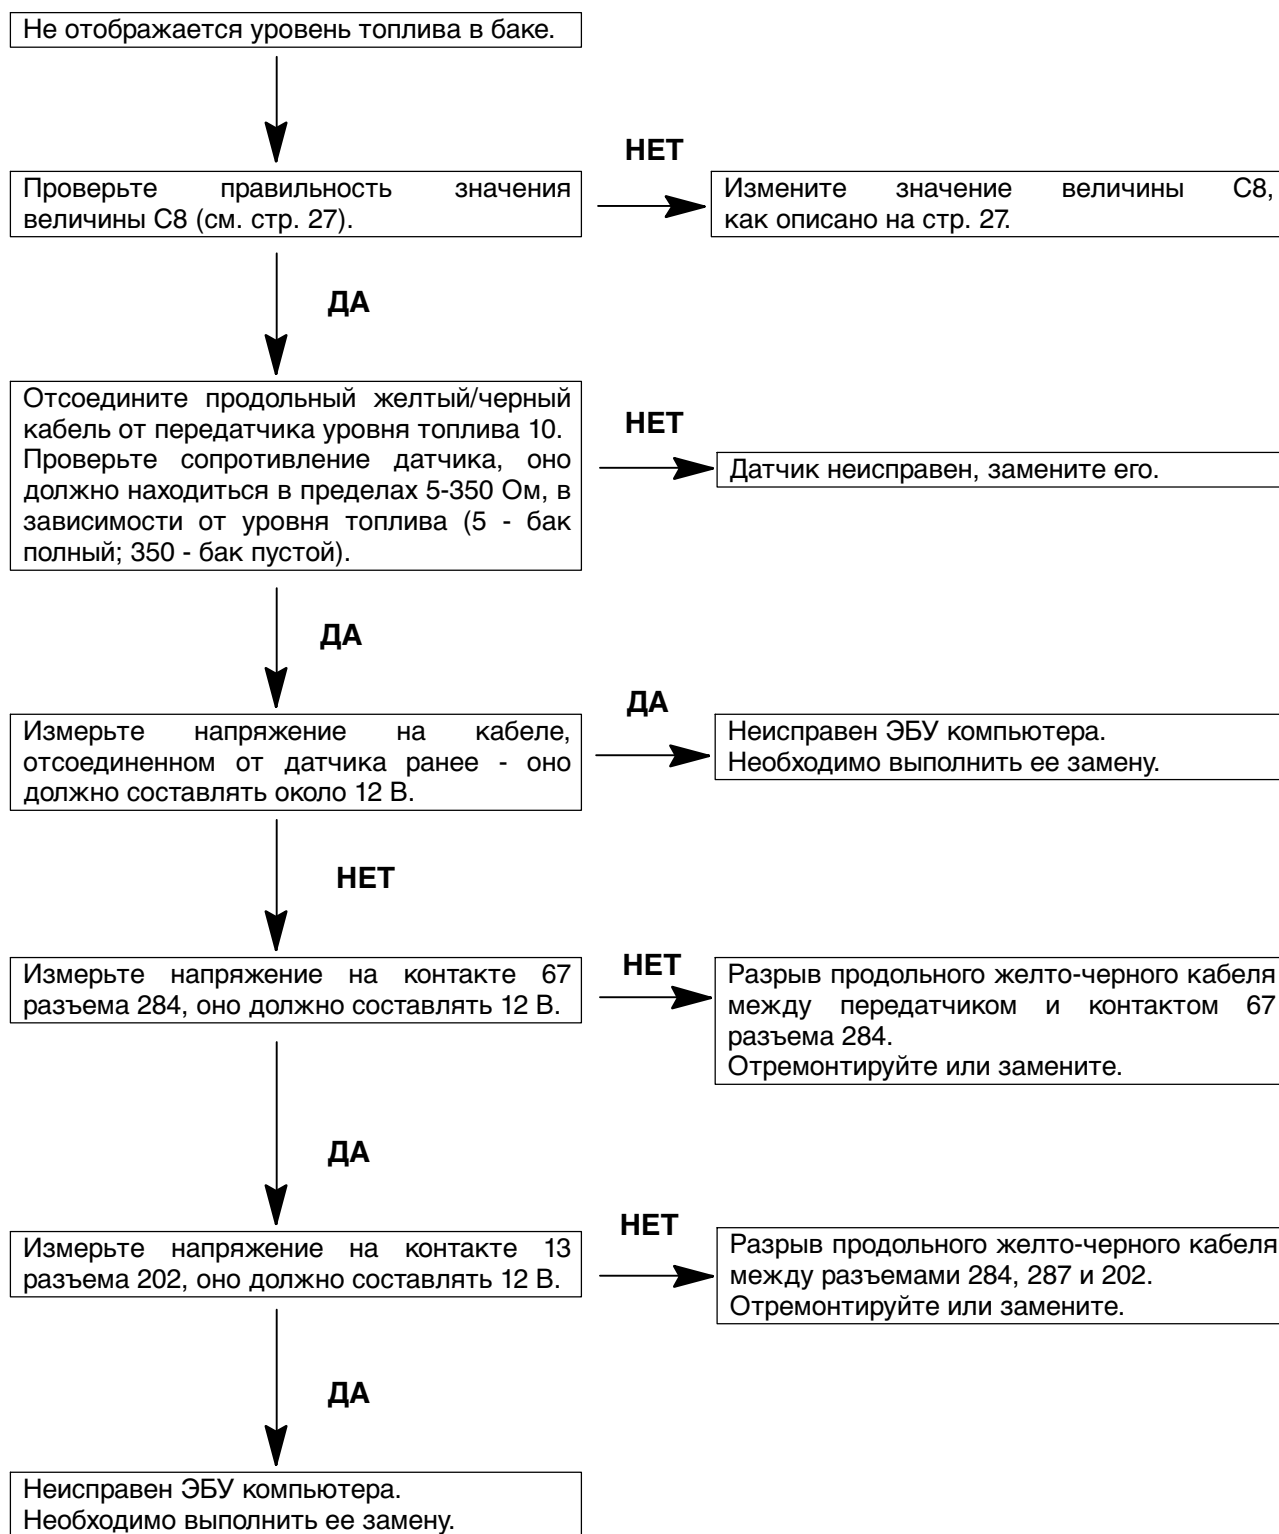 Не отображается уровень топлива в баке.
НЕТ
Проверьте правильность значения
величины C8 (см. стр. 27).
Измените значение величины C8,
как описано на стр. 27.
ДА
Отсоедините продольный желтый/черный
кабель от передатчика уровня топлива 10.
Проверьте сопротивление датчика, оно
должно находиться в пределах 5-350 Ом, в
зависимости от уровня топлива (5 - бак
полный; 350 - бак пустой).
НЕТ
Датчик неисправен, замените его.
ДА
Измерьте напряжение на кабеле,
отсоединенном от датчика ранее - оно
должно составлять около 12 В.
ДА
Неисправен ЭБУ компьютера.
Необходимо выполнить ее замену.
НЕТ
Измерьте напряжение на контакте 67
разъема 284, оно должно составлять 12 В.
НЕТ
Разрыв продольного желто-черного кабеля
между передатчиком и контактом 67
разъема 284.
Отремонтируйте или замените.
ДА
Измерьте напряжение на контакте 13
разъема 202, оно должно составлять 12 В.
НЕТ
Разрыв продольного желто-черного кабеля
между разъемами 284, 287 и 202.
Отремонтируйте или замените.
ДА
Неисправен ЭБУ компьютера.
Необходимо выполнить ее замену.